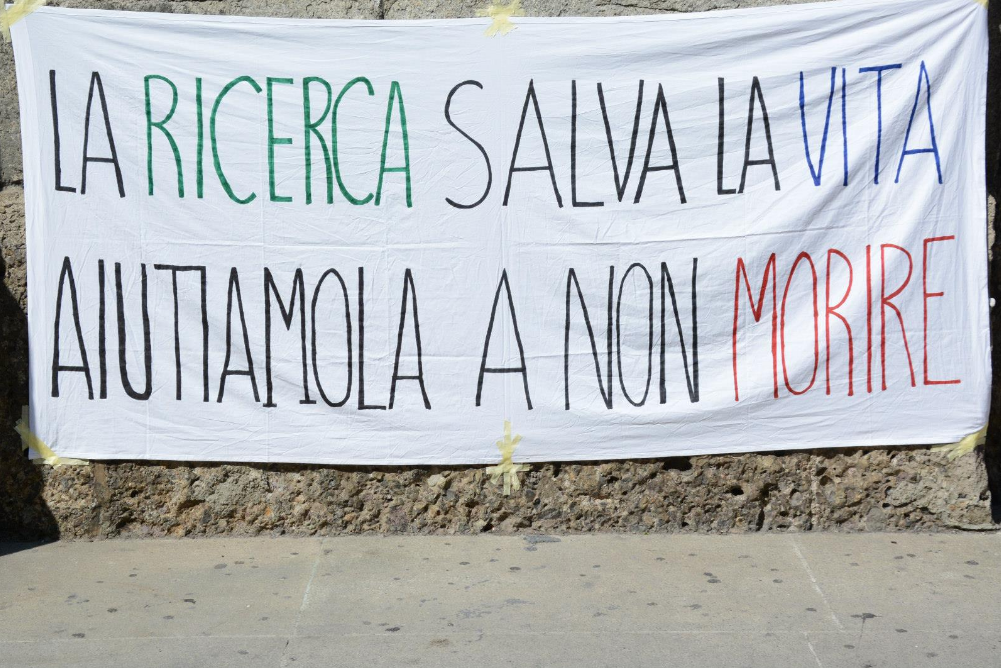 LA RICERCA SALVA LA VITA
AIUTIAMOLA A NON MORIRE